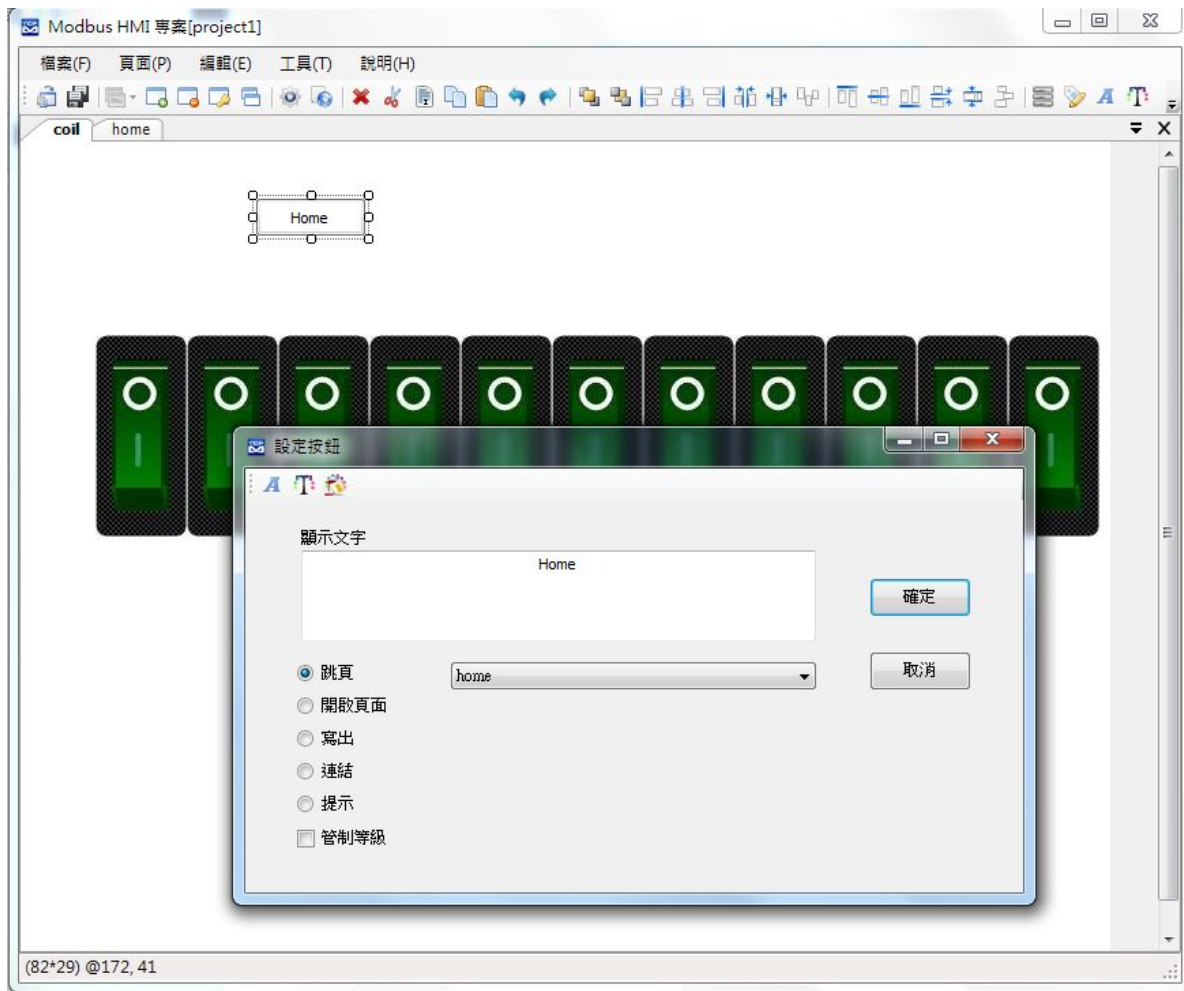 Modbus HMI 專案[project1]
檔案(F) 頁面(P) 編輯(E) 工具(T) 說明(H)
coil home
Home
設定按鈕
顯示文字
Home
確定
跳頁 home 取消
開啟頁面
寫出
連結
提示
管制等級
(82*29) @172, 41